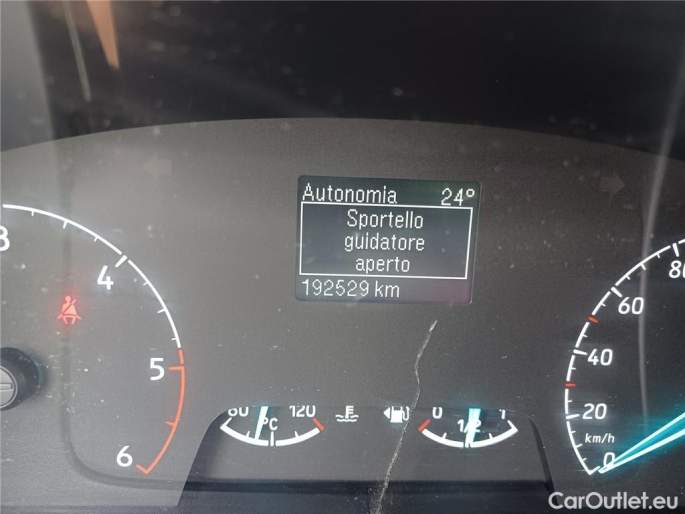 Autonomia 24°
Sportello
guidatore
aperto
192529 km
3
4
5
6
60 120
°C
0 1/2 1
80
60
40
20
0
km/h
CarOutlet.eu